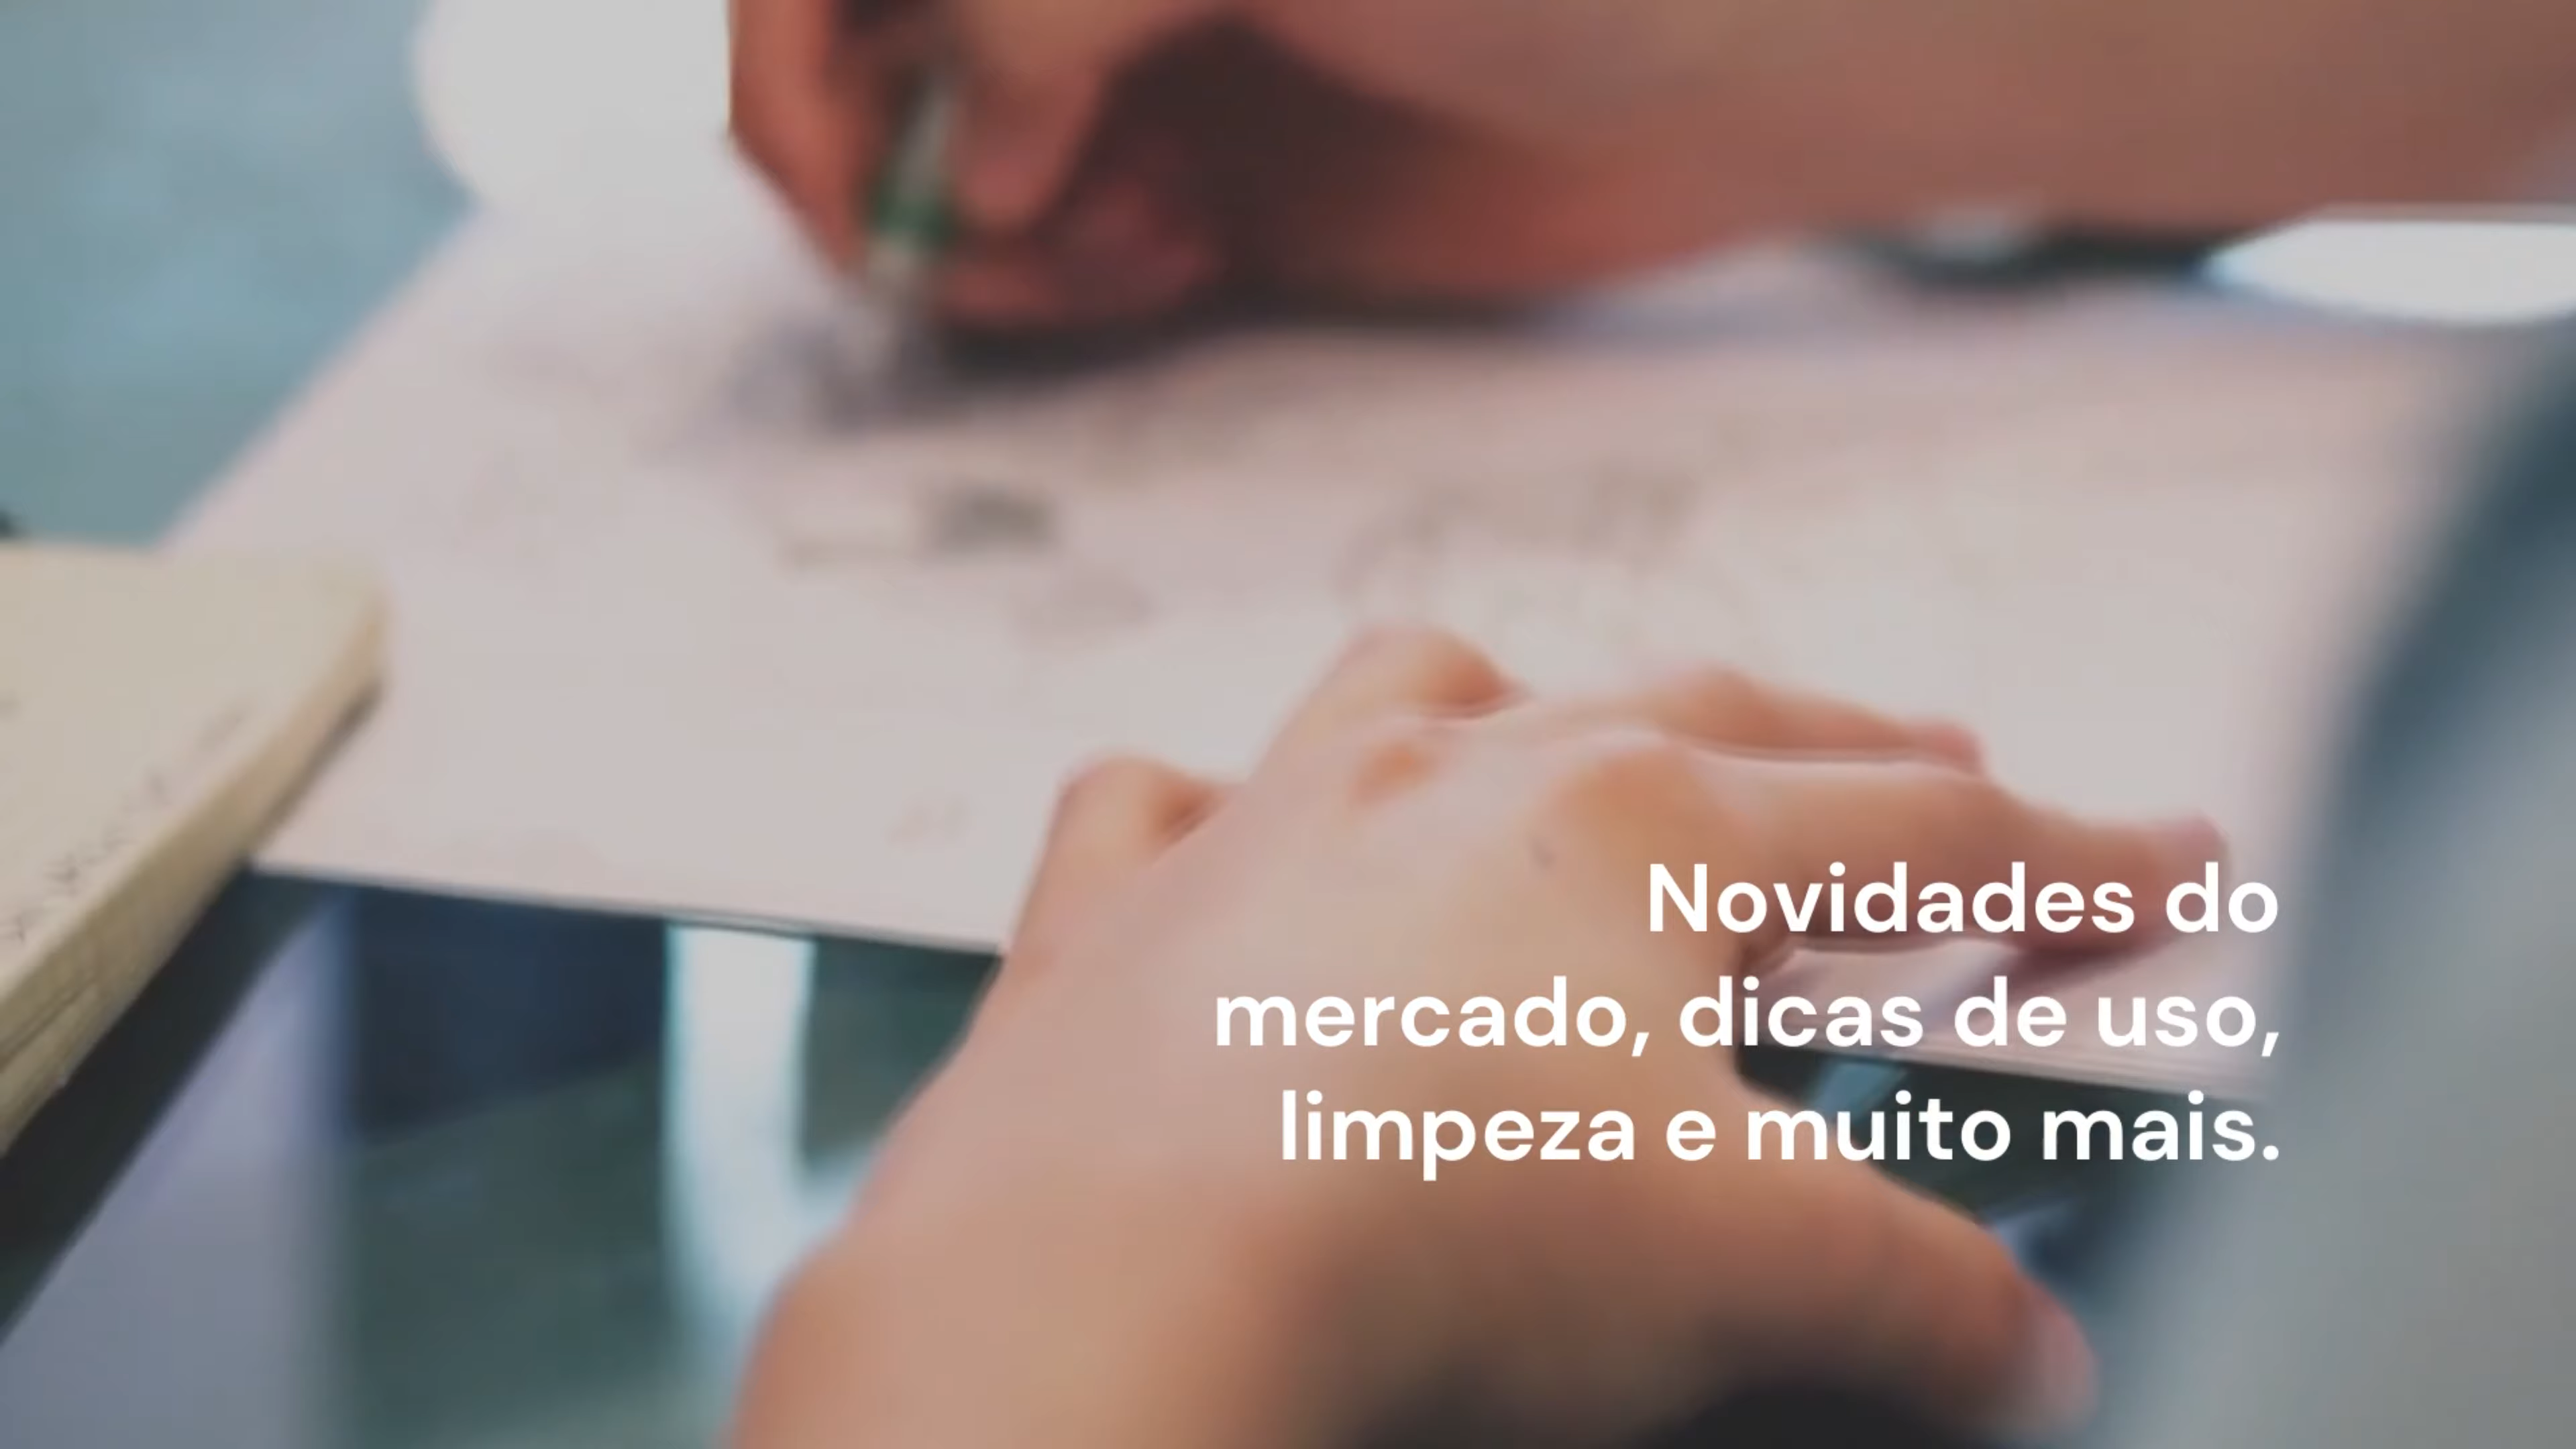 Novidades do
mercado, dicas de uso,
limpeza e muito mais.